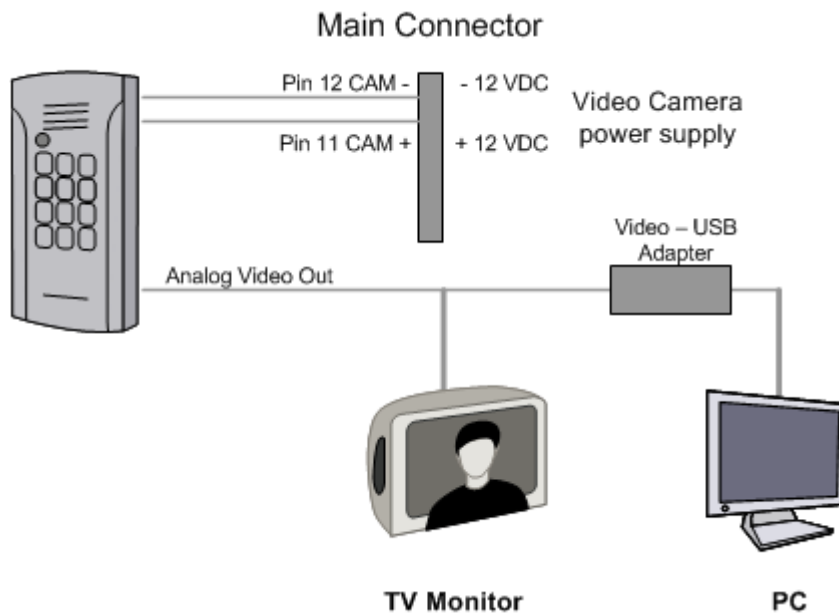 Main Connector
Pin 12 CAM -
- 12 VDC
Pin 11 CAM +
+ 12 VDC
Video Camera
power supply
Video – USB
Adapter
Analog Video Out
TV Monitor
PC